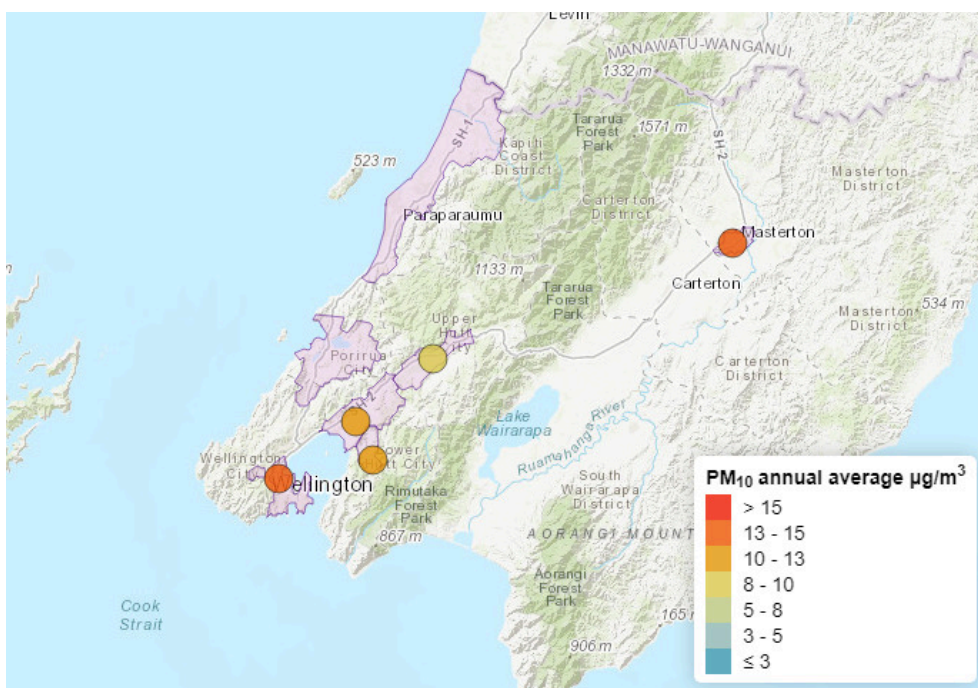 Levin
MANAWATU-WANGANUI
1332 m
Tararua
Forest
Park
1571 m
SH-1
SH-2
523 m
Kapiti
Coast
District
Masterton
District
Carterton
District
Paraparaumu
Masterton
1133 m
Carterton
Tararua
Forest
Park
534 m
Masterton
District
Upper
Hutt
City
Porirua
City
Carterton
District
Lake
Wairarapa
Ruamahanga River
Wellington
City
Lower
Hutt City
Wellington
Rimutaka
Forest
Park
South
Wairarapa
District
867 m
AORANGI MOUNT
Aorangi
Forest
Park
Cook
Strait
165
906 m
PM₁₀ annual average µg/m³
> 15
13 - 15
10 - 13
8 - 10
5 - 8
3 - 5
≤ 3